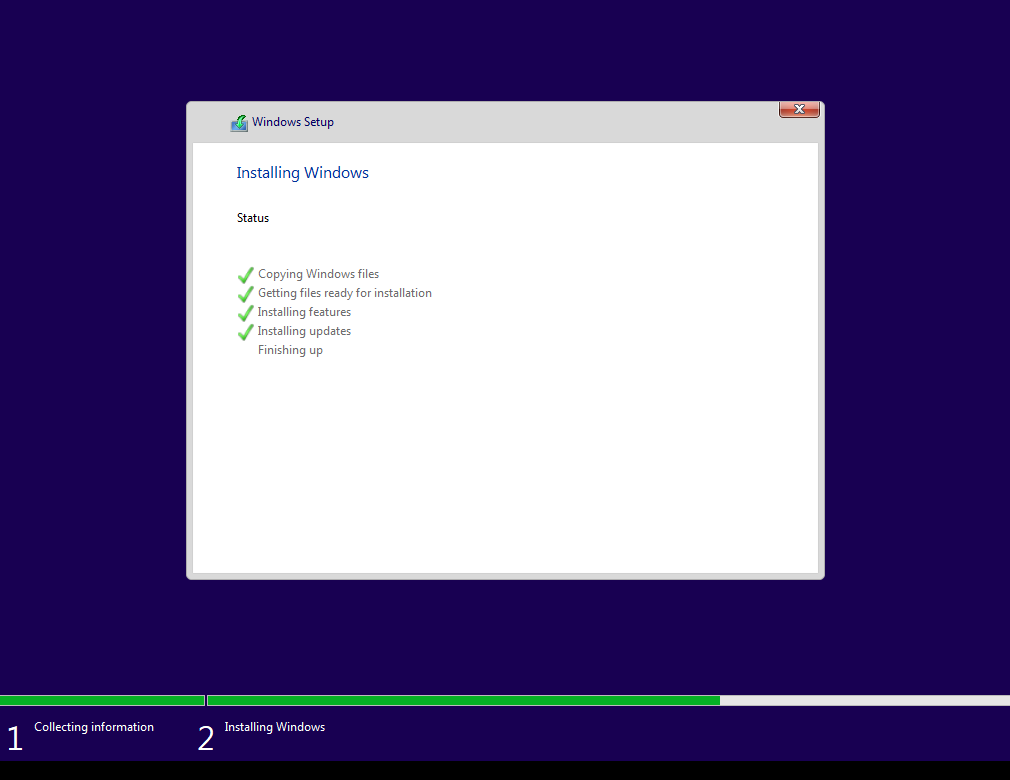 Windows Setup
Installing Windows
Status
Copying Windows files
Getting files ready for installation
Installing features
Installing updates
Finishing up
1 Collecting information
2 Installing Windows